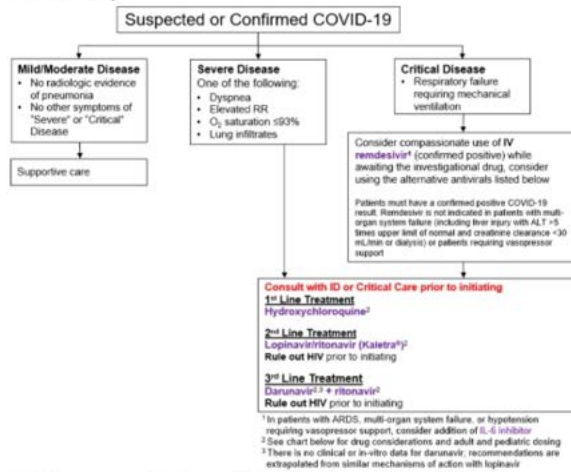 Suspected or Confirmed COVID-19
Mild/Moderate Disease
• No radiologic evidence
of pneumonia
• No other symptoms of
"Severe" or "Critical"
Disease
Supportive care
Severe Disease
One of the following:
• Dyspnea
• Elevated RR
• O₂ saturation ≤93%
• Lung infiltrates
Critical Disease
• Respiratory failure
requiring mechanical
ventilation
Consider compassionate use of IV
remdesivir¹ (confirmed positive) while
awaiting the investigational drug, consider
using the alternative antivirals listed below
Patients must have a confirmed positive COVID-19
result. Remdesivir is not indicated in patients with multi-
organ system failure (including liver injury with ALT >5
times upper limit of normal and creatinine clearance <30
mL/min or dialysis) or patients requiring vasopressor
support
Consult with ID or Critical Care prior to initiating
1st Line Treatment
Hydroxychloroquine²
2nd Line Treatment
Lopinavir/ritonavir (Kaletra®)²
Rule out HIV prior to initiating
3rd Line Treatment
Darunavir²,³ + ritonavir²
Rule out HIV prior to initiating
¹ In patients with ARDS, multi-organ system failure, or hypotension
requiring vasopressor support, consider addition of IL-6 inhibitor
² See chart below for drug considerations and adult and pediatric dosing
³ There is no clinical or in-vitro data for darunavir; recommendations are
extrapolated from similar mechanisms of action with lopinavir